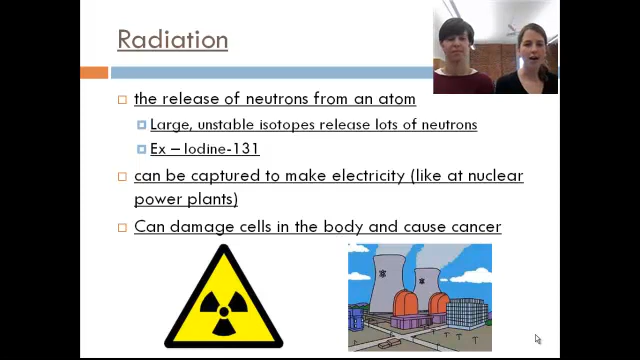 Radiation
the release of neutrons from an atom
Large, unstable isotopes release lots of neutrons
Ex – Iodine-131
can be captured to make electricity (like at nuclear
power plants)
Can damage cells in the body and cause cancer